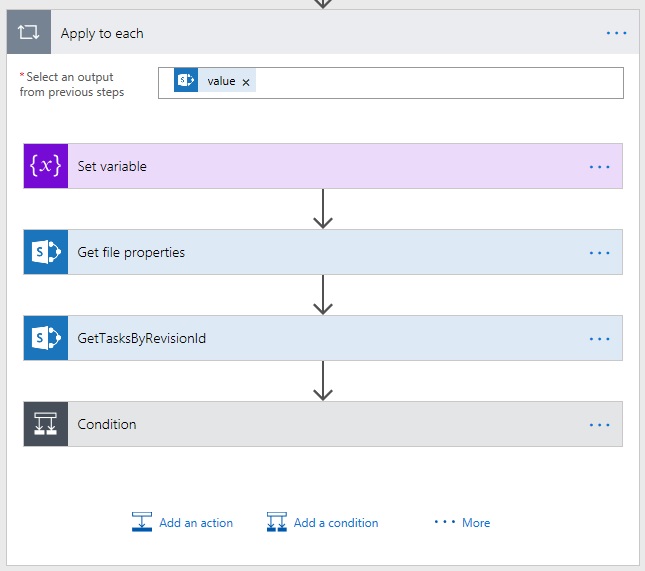 Apply to each
* Select an output
from previous steps
S value x
{x} Set variable
S Get file properties
S GetTasksByRevisionId
Condition
Add an action Add a condition More